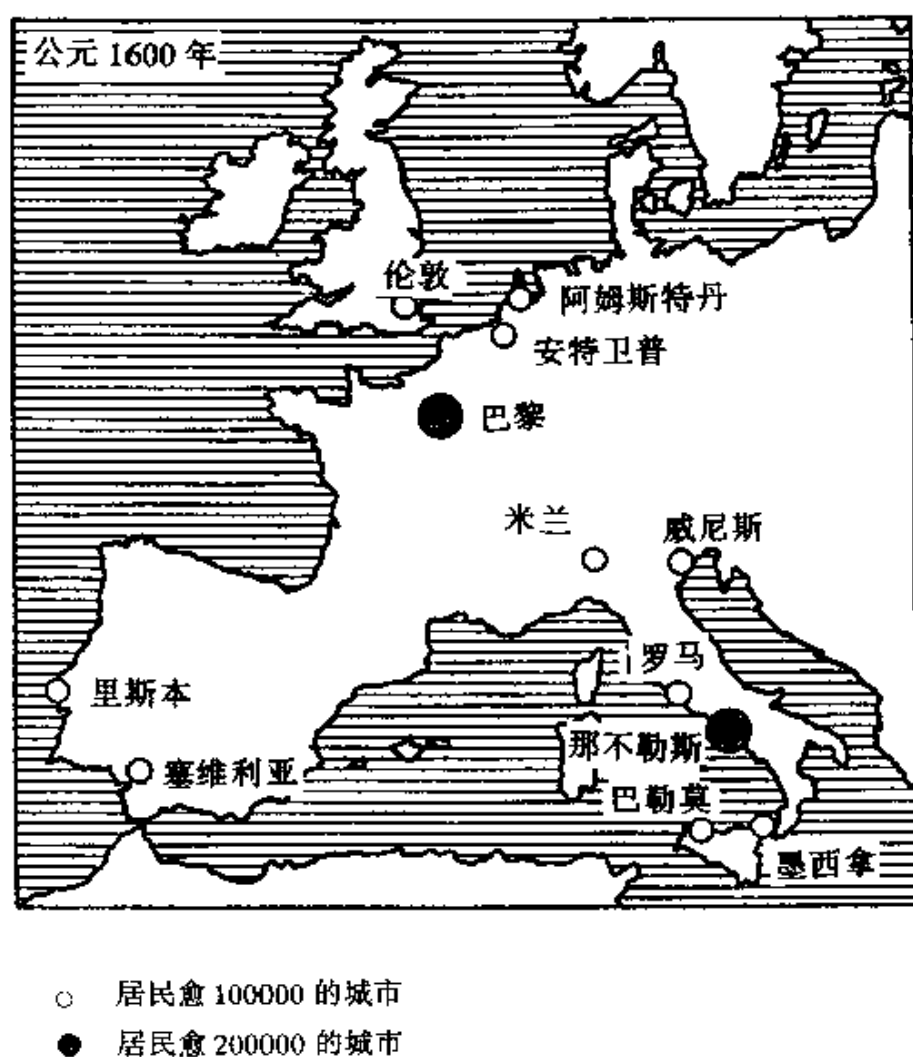 公元 1600 年
伦敦
阿姆斯特丹
安特卫普
巴黎
米兰
威尼斯
罗马
里斯本
那不勒斯
塞维利亚
巴勒莫
墨西拿
居民愈 100000 的城市
居民愈 200000 的城市